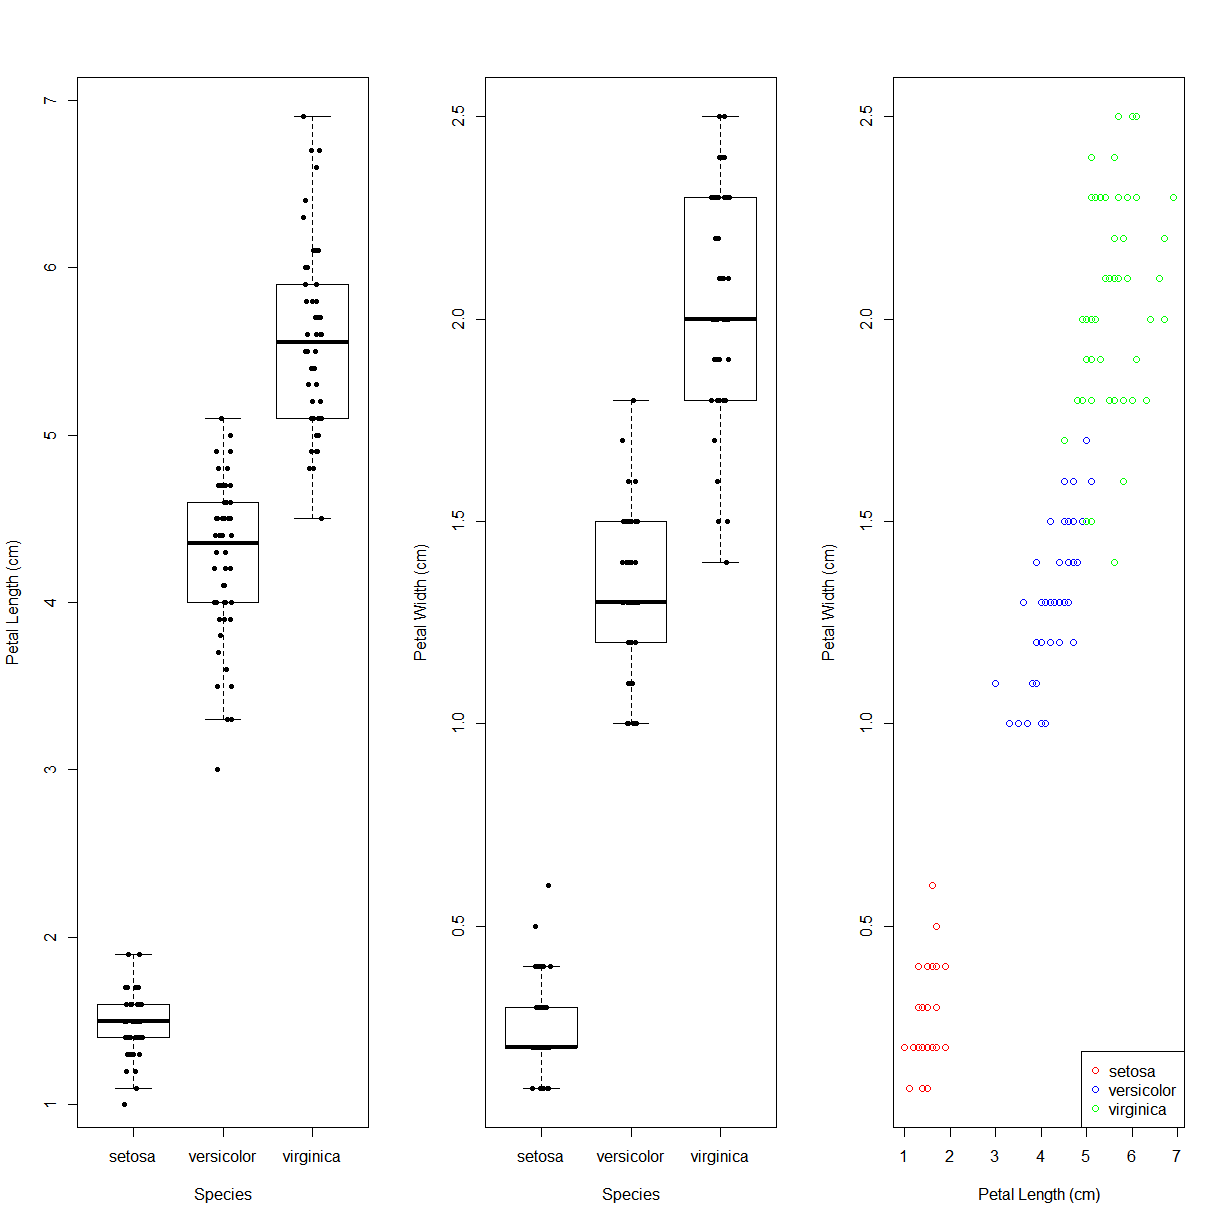 Petal Length (cm)
7
6
5
4
3
2
1
setosa versicolor virginica
Species
Petal Width (cm)
2.5
2.0
1.5
1.0
0.5
setosa versicolor virginica
Species
Petal Width (cm)
2.5
2.0
1.5
1.0
0.5
setosa
versicolor
virginica
1 2 3 4 5 6 7
Petal Length (cm)